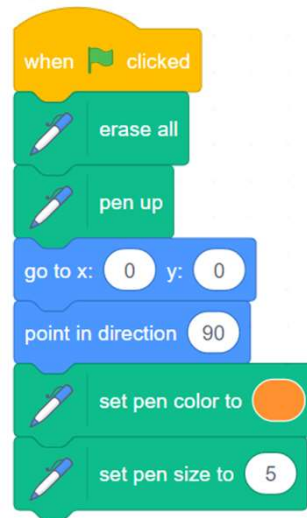 when clicked
erase all
pen up
go to x: 0 y: 0
point in direction 90
set pen color to
set pen size to 5